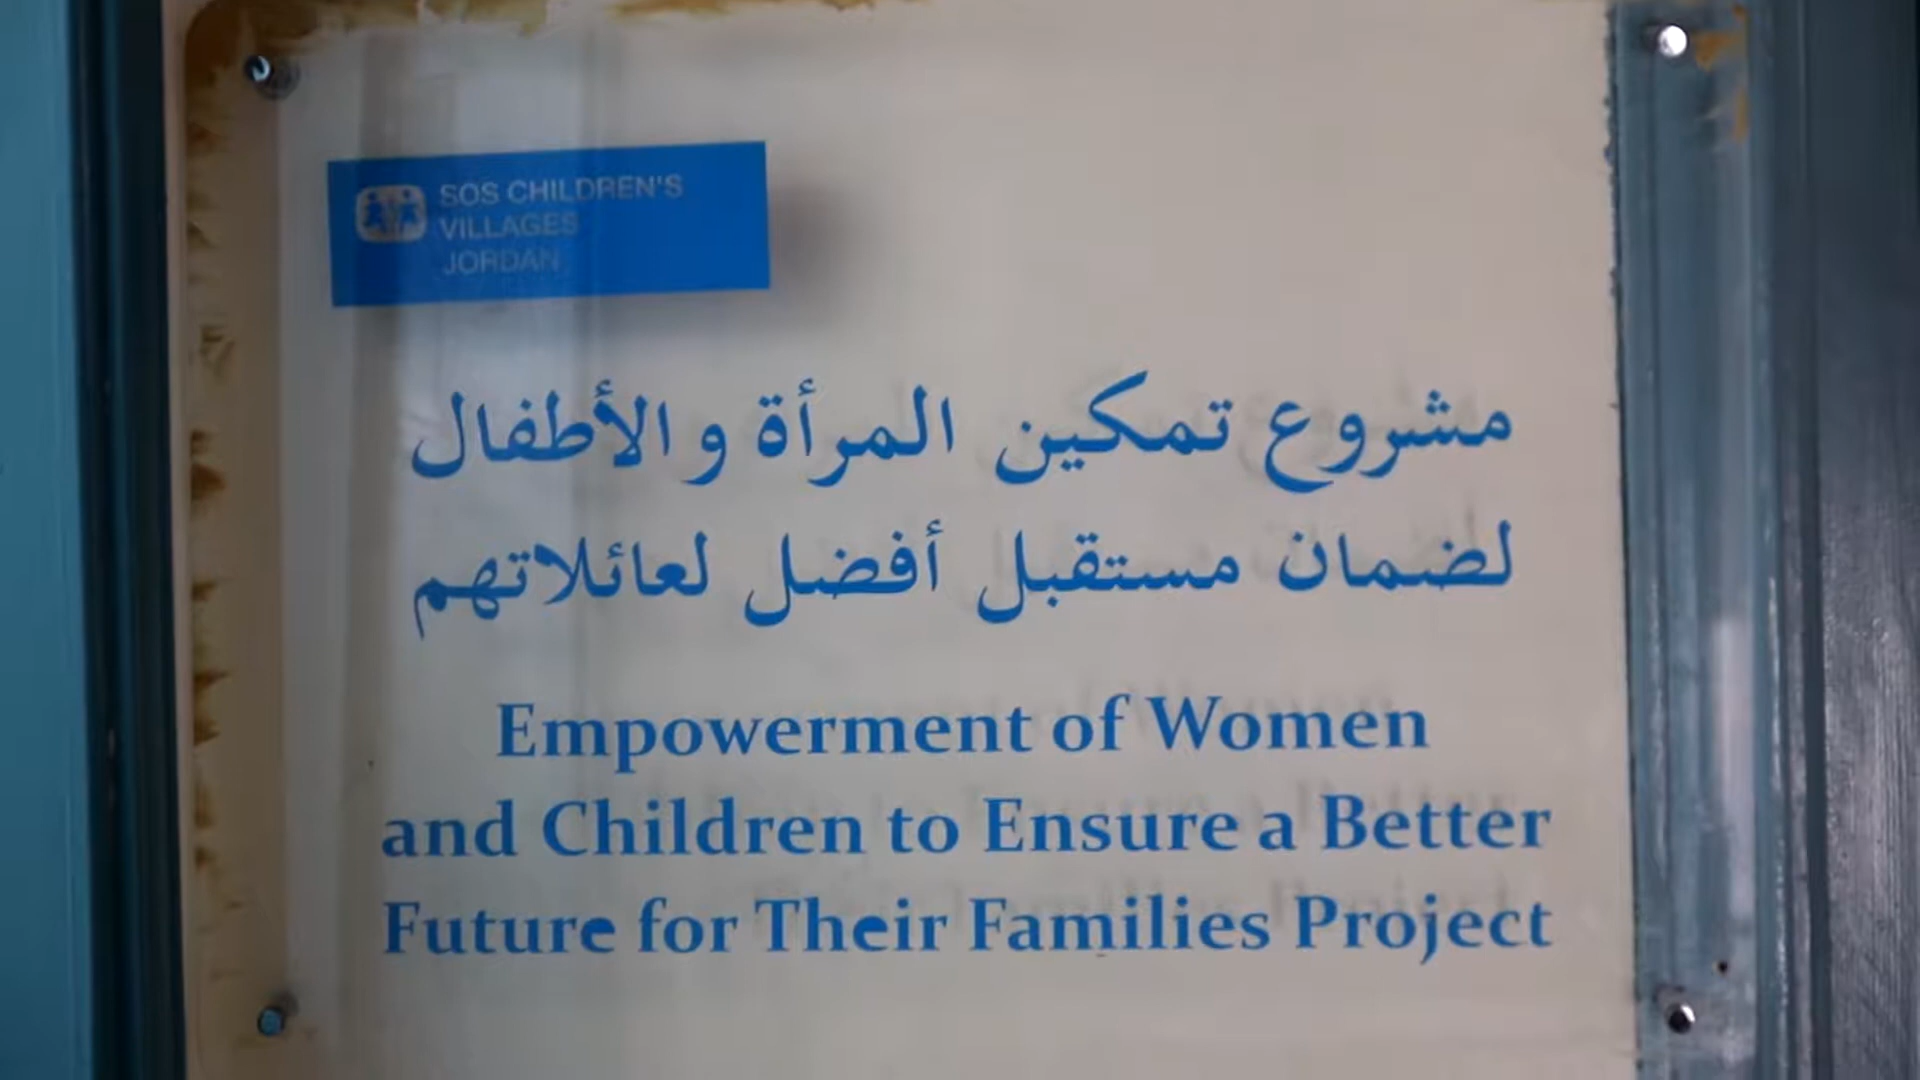 SOS CHILDREN'S
VILLAGES
JORDAN
مشروع تمكين المرأة و الأطفال
لضمان مستقبل أفضل لعائلاتهم
Empowerment of Women
and Children to Ensure a Better
Future for Their Families Project